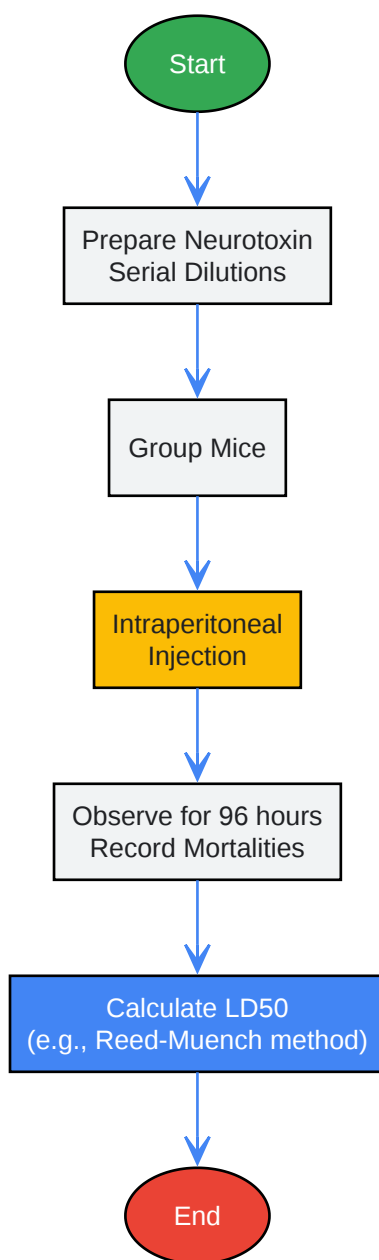 Start
Prepare Neurotoxin
Serial Dilutions
Group Mice
Intraperitoneal
Injection
Observe for 96 hours
Record Mortalities
Calculate LD50
(e.g., Reed-Muench method)
End